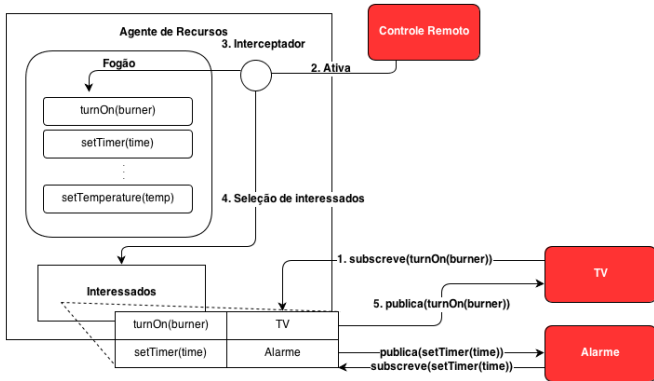 Agente de Recursos
Controle Remoto
3. Interceptador
Fogão
2. Ativa
turnOn(burner)
setTimer(time)
setTemperature(temp)
4. Seleção de interessados
1. subscreve(turnOn(burner))
TV
Interessados
5. publica(turnOn(burner))
turnOn(burner) TV
setTimer(time) Alarme
publica(setTimer(time))
subscreve(setTimer(time))
Alarme